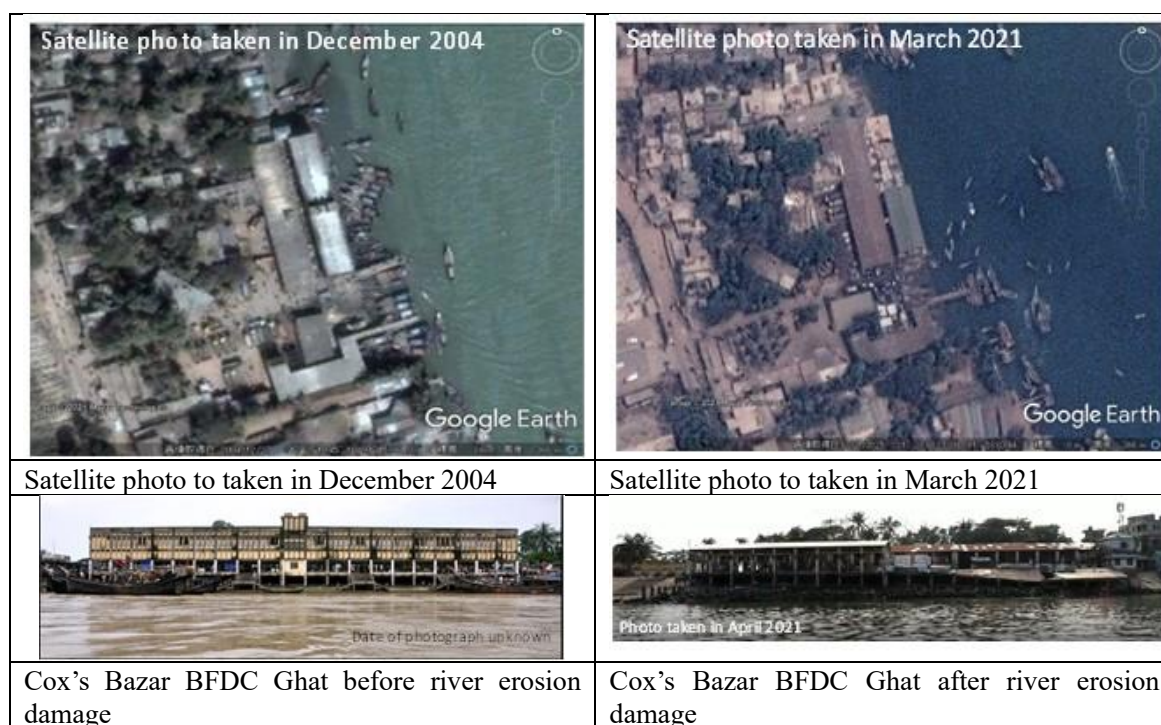 Satellite photo taken in December 2004
Google Earth
Satellite photo taken in March 2021
Google Earth
Satellite photo to taken in December 2004
Satellite photo to taken in March 2021
Date of photograph upknown
Photo taken in April 2021
Cox's Bazar BFDC Ghat before river erosion
damage
Cox's Bazar BFDC Ghat after river erosion
damage